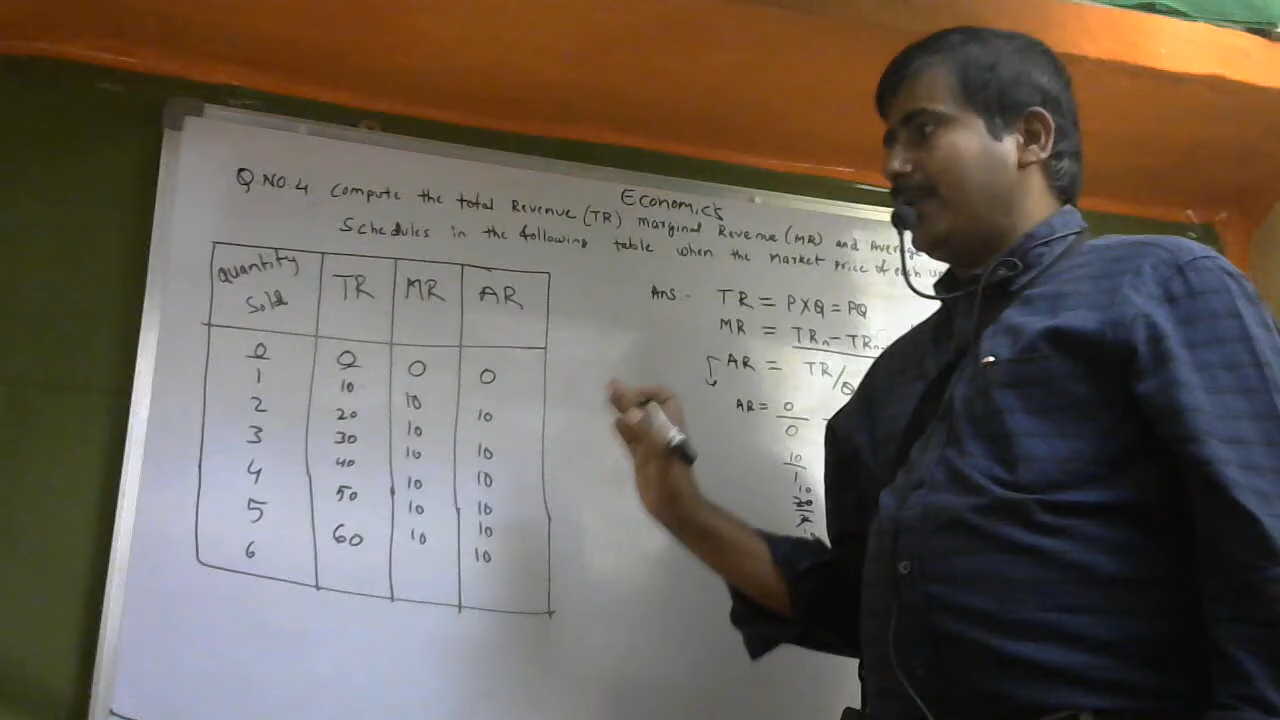 Economics
Q.NO.4 Compute the total Revenue (TR) marginal Revenue (MR) and Average
Schedules in the following table when the market price of each
quantity Sold TR MR AR
0 0 0 0
1 10 10 10
2 20 10 10
3 30 10 10
4 40 10 10
5 50 10 10
6 60 10 10
Ans:- TR = P X Q = PQ
MR = TRn - TRn-
AR = TR/Q
AR = 0/0
10/1